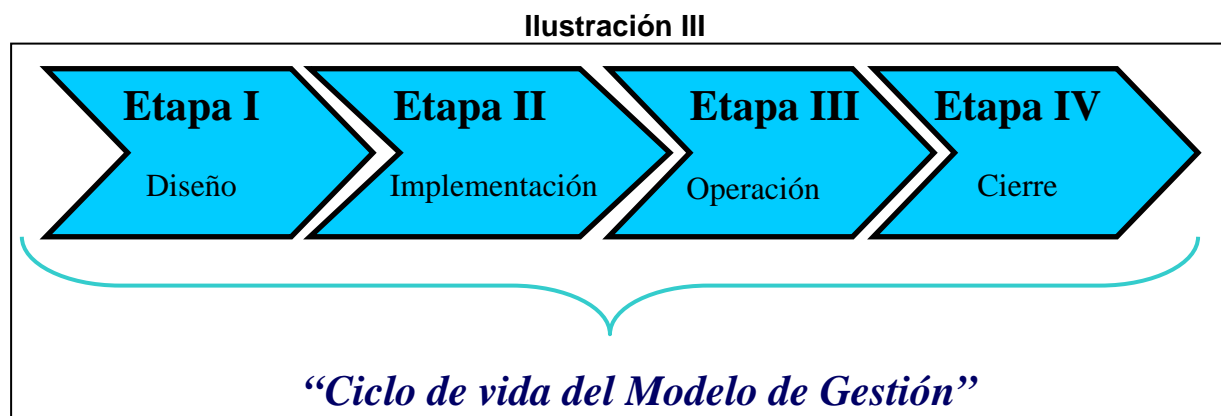 Ilustración III
Etapa I
Diseño
Etapa II
Implementación
Etapa III
Operación
Etapa IV
Cierre
“Ciclo de vida del Modelo de Gestión”